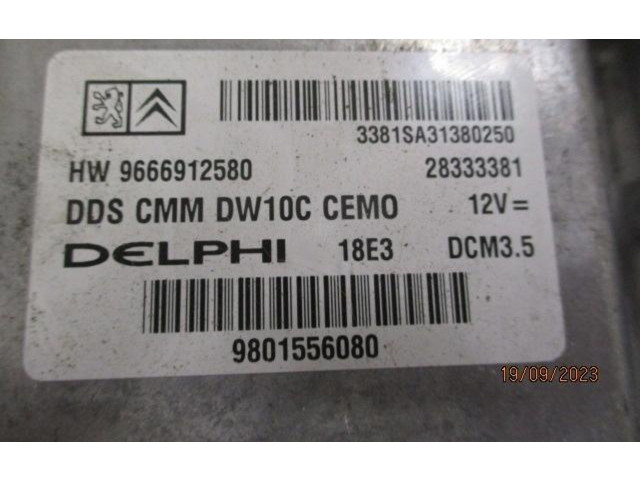 3381SA31380250
HW 9666912580 28333381
DDS CMM DW10C CEMO 12V=
DELPHI 18E3 DCM3.5
9801556080
19/09/2023